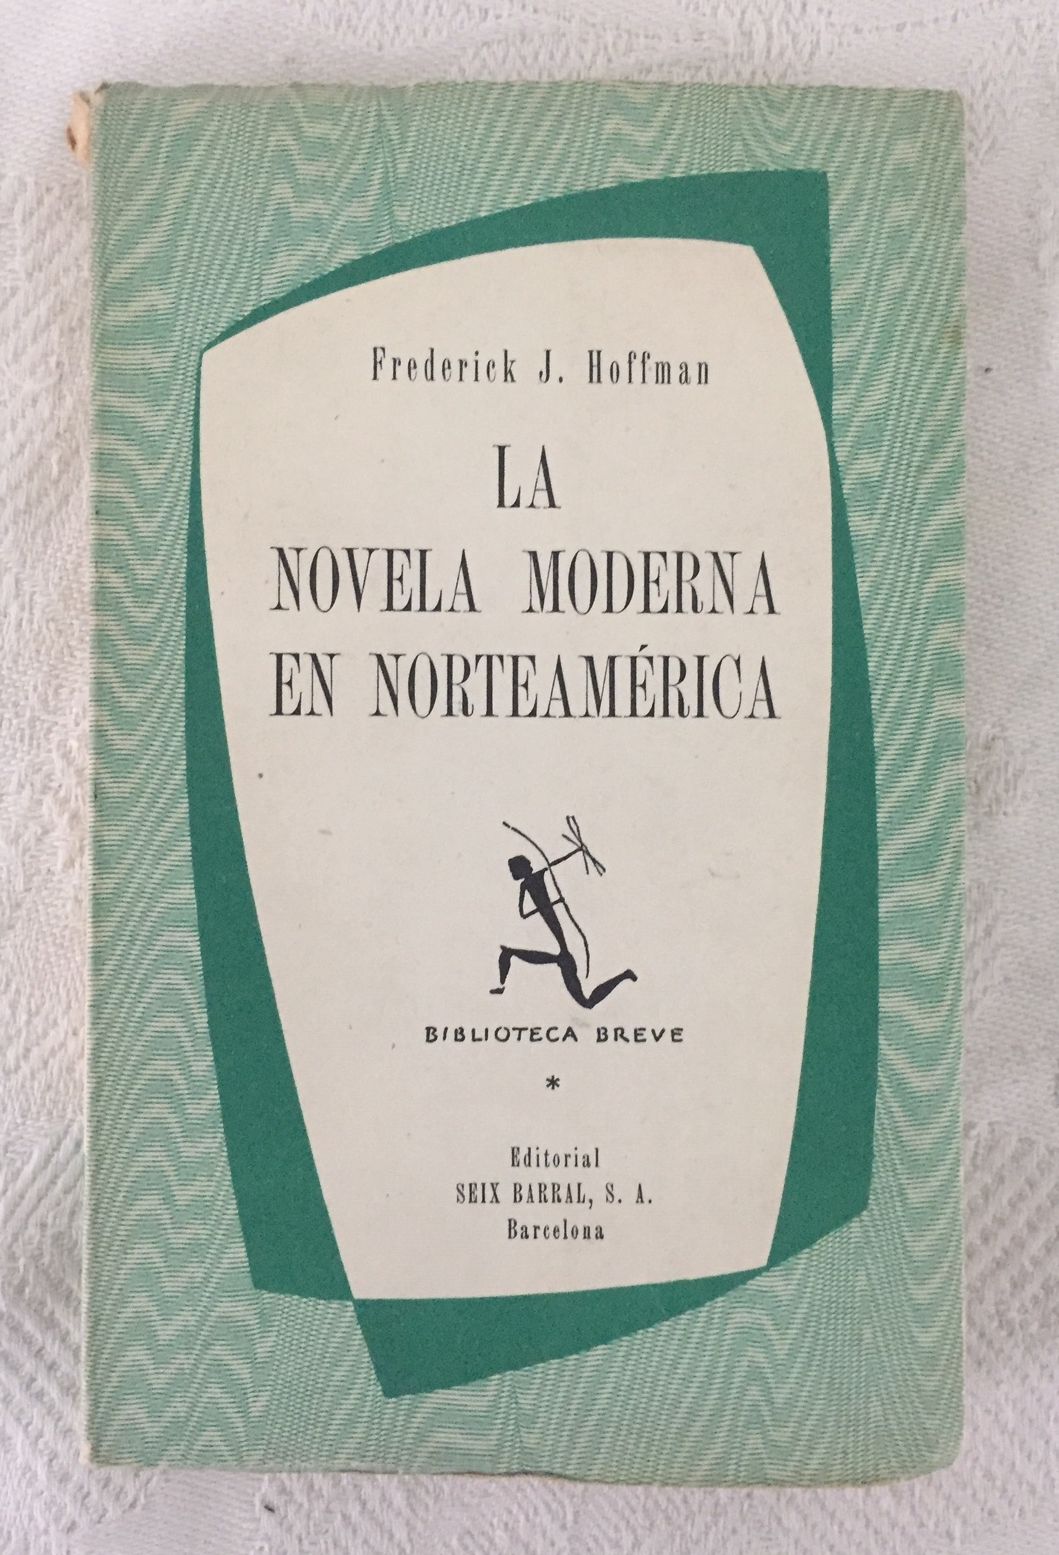 Frederick J. Hoffman
LA
NOVELA MODERNA
EN NORTEAMÉRICA
BIBLIOTECA BREVE
*
Editorial
SEIX BARRAL, S. A.
Barcelona